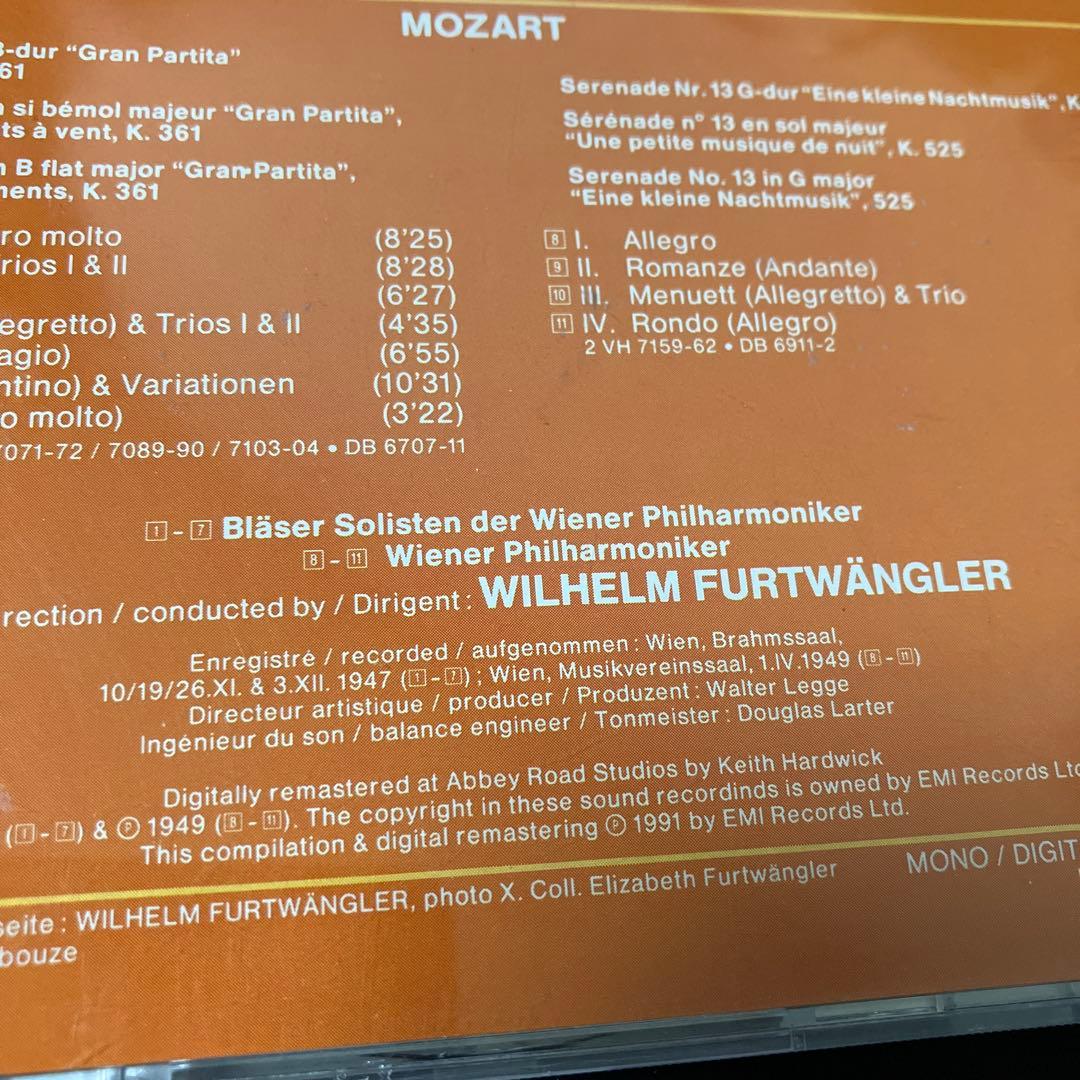 MOZART
B-dur “Gran Partita”
361
n si bémol majeur “Gran Partita”,
ts à vent, K. 361
n B flat major “Gran-Partita”,
ments, K. 361
ro molto (8’25)
rios I & II (8’28)
(6’27)
egretto) & Trios I & II (4’35)
agio) (6’55)
ntino) & Variationen (10’31)
o molto) (3’22)
7071-72 / 7089-90 / 7103-04 • DB 6707-11
Serenade Nr. 13 G-dur “Eine kleine Nachtmusik”, K
Sérénade n° 13 en sol majeur
“Une petite musique de nuit”, K. 525
Serenade No. 13 in G major
“Eine kleine Nachtmusik”, 525
8 I. Allegro
9 II. Romanze (Andante)
10 III. Menuett (Allegretto) & Trio
11 IV. Rondo (Allegro)
2 VH 7159-62 • DB 6911-2
1 - 7 Bläser Solisten der Wiener Philharmoniker
8 - 11 Wiener Philharmoniker
rection / conducted by / Dirigent : WILHELM FURTWÄNGLER
Enregistré / recorded / aufgenommen : Wien, Brahmssaal,
10/19/26.XI. & 3.XII. 1947 (1 - 7) ; Wien, Musikvereinssaal, 1.IV.1949 (8 - 11)
Directeur artistique / producer / Produzent : Walter Legge
Ingénieur du son / balance engineer / Tonmeister : Douglas Larter
Digitally remastered at Abbey Road Studios by Keith Hardwick
(1 - 7) & ℗ 1949 (8 - 11). The copyright in these sound recordinds is owned by EMI Records Ltd
This compilation & digital remastering ℗ 1991 by EMI Records Ltd.
MONO / DIGIT
seite : WILHELM FURTWÄNGLER, photo X. Coll. Elizabeth Furtwängler
bouze